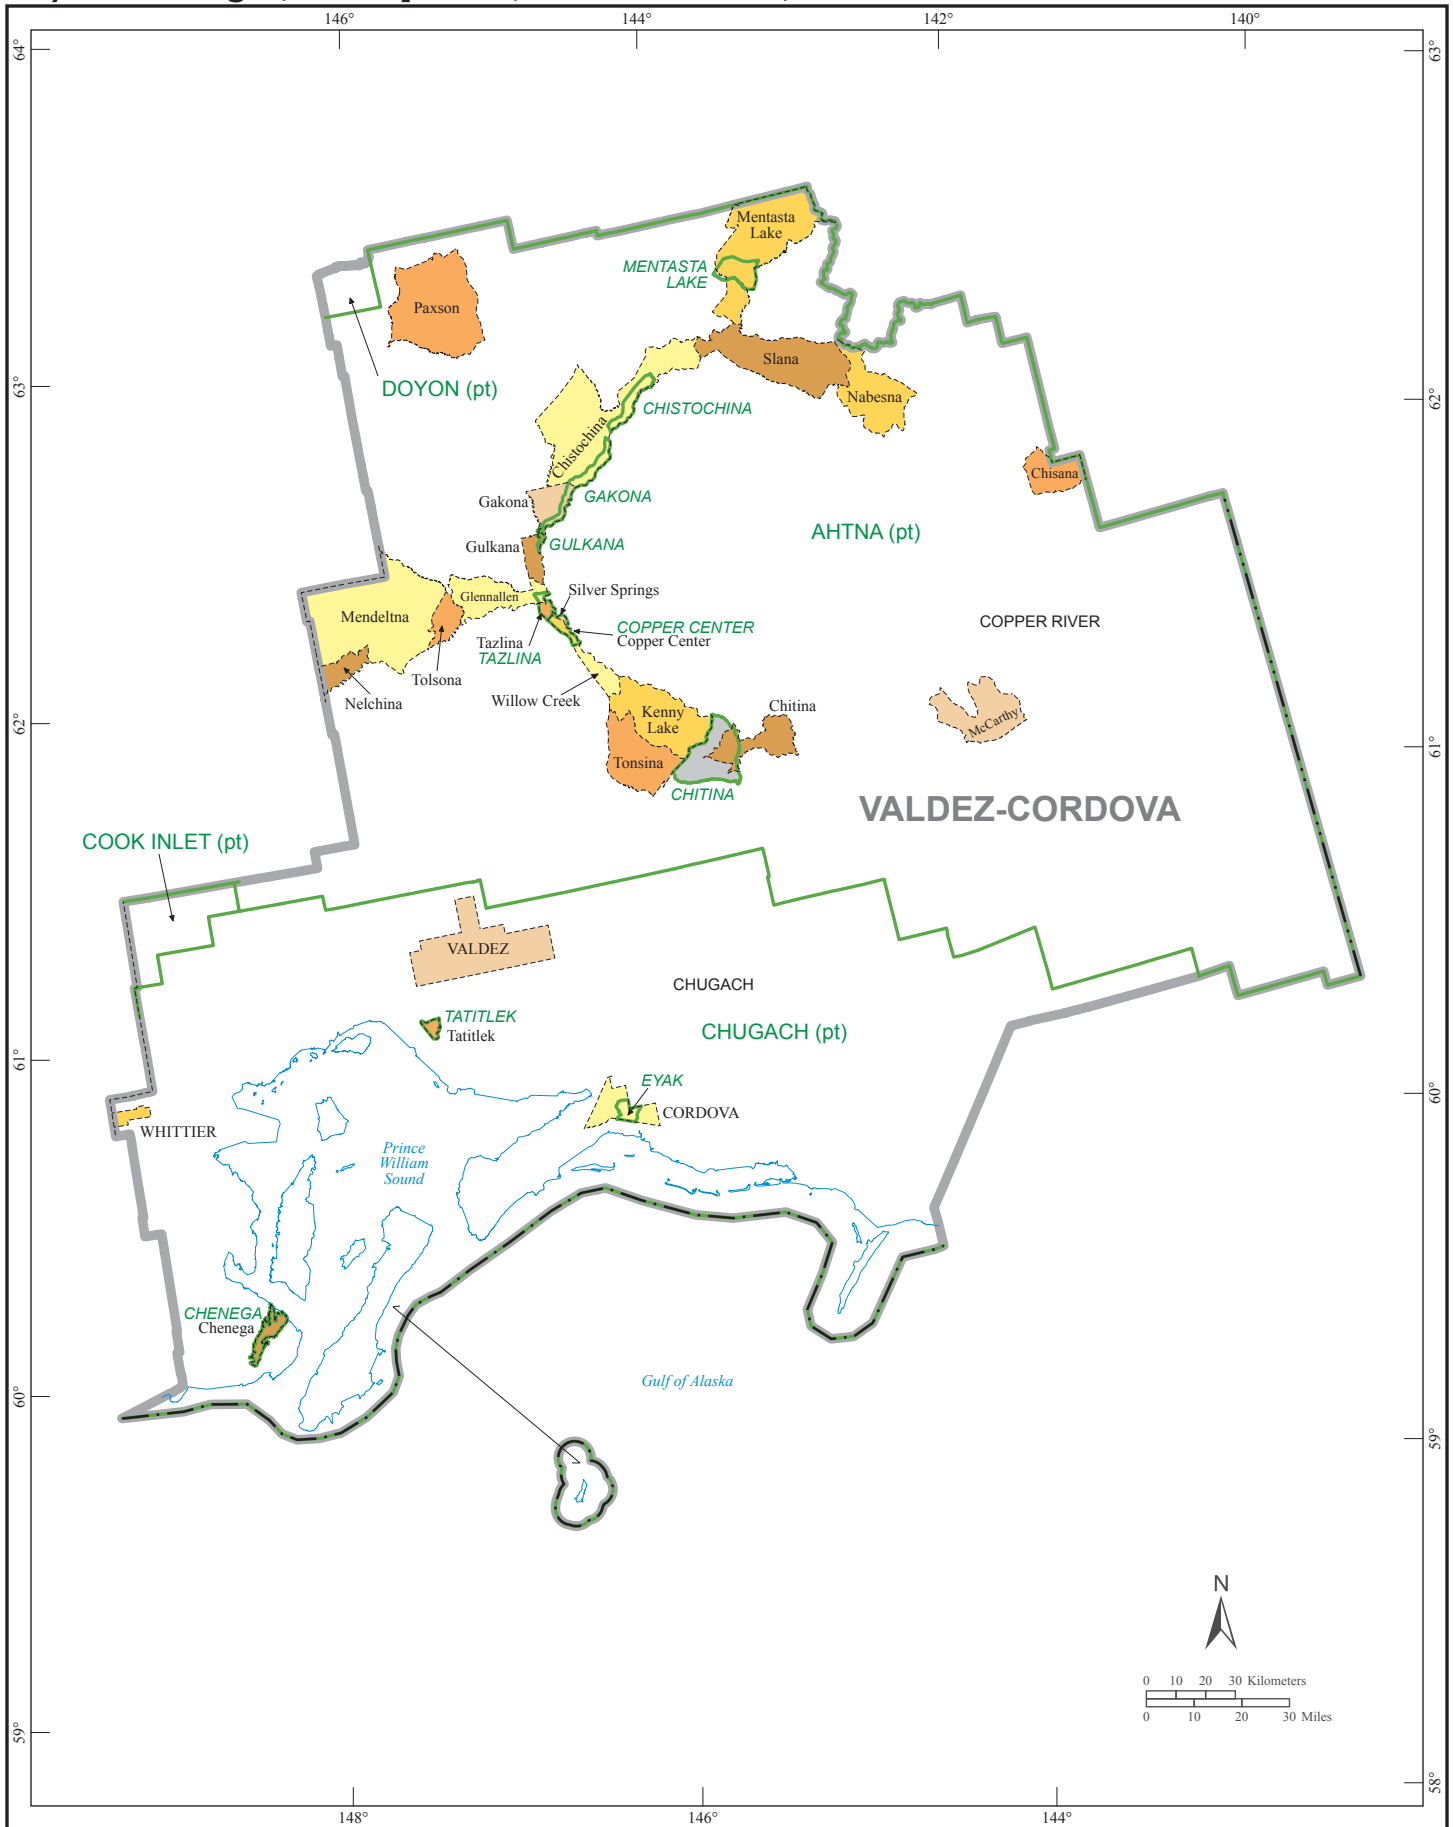 146°
144°
142°
140°
64°
63°
Mentasta
Lake
MENTASTA
LAKE
Paxson
DOYON (pt)
Slana
Nabesna
63°
62°
CHISTOCHINA
Chistochina
Chisana
Gakona
GAKONA
AHTNA (pt)
Gulkana
GULKANA
Silver Springs
Glennallen
Mendeltna
COPPER CENTER
Copper Center
COPPER RIVER
Tazlina
TAZLINA
Tolsona
Nelchina
Willow Creek
Kenny
Lake
Chitina
McCarthy
62°
61°
Tonsina
CHITINA
VALDEZ-CORDOVA
COOK INLET (pt)
VALDEZ
CHUGACH
TATITLEK
Tatitlek
CHUGACH (pt)
61°
60°
EYAK
CORDOVA
WHITTIER
Prince
William
Sound
CHENEGA
Chenega
Gulf of Alaska
60°
59°
N
0 10 20 30 Kilometers
0 10 20 30 Miles
59°
58°
148°
146°
144°